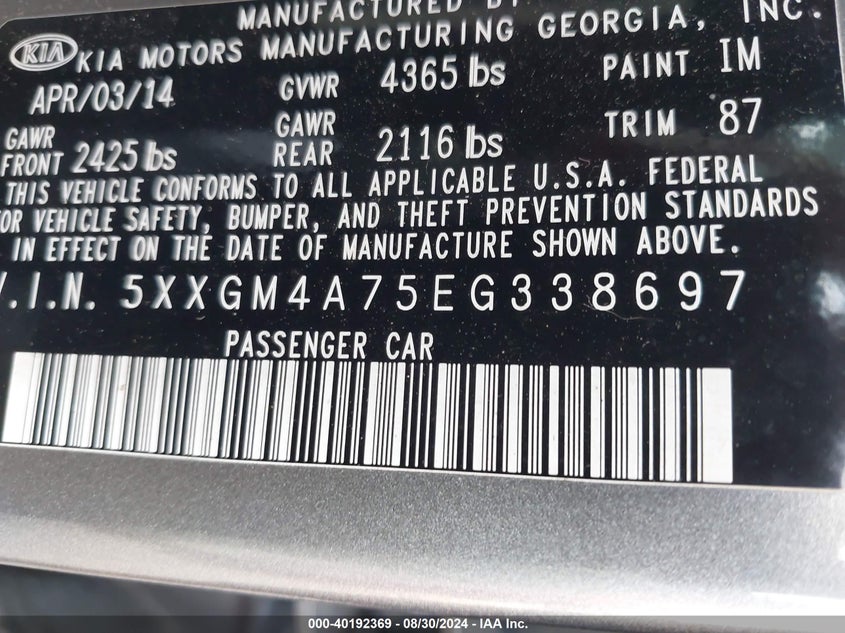 MANUFACTURED BY
KIA KIA MOTORS MANUFACTURING GEORGIA, INC.
APR/03/14 GVWR 4365 lbs PAINT IM
GAWR FRONT 2425 lbs GAWR REAR 2116 lbs TRIM 87
THIS VEHICLE CONFORMS TO ALL APPLICABLE U.S.A. FEDERAL
FOR VEHICLE SAFETY, BUMPER, AND THEFT PREVENTION STANDARDS
IN EFFECT ON THE DATE OF MANUFACTURE SHOWN ABOVE.
V.I.N. 5XXGM4A75EG338697
PASSENGER CAR
000-40192369 - 08/30/2024 - IAA Inc.